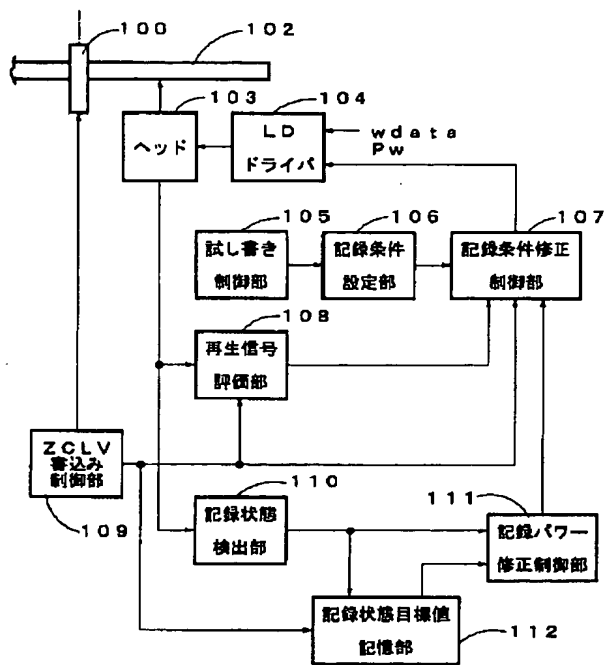 100
102
103
104
ヘッド
LD
ドライバ
wdata
Pw
105
106
107
試し書き
制御部
記録条件
設定部
記録条件修正
制御部
108
再生信号
評価部
ZCLV
書込み
制御部
109
110
記録状態
検出部
111
記録パワー
修正制御部
記録状態目標値
記憶部
112